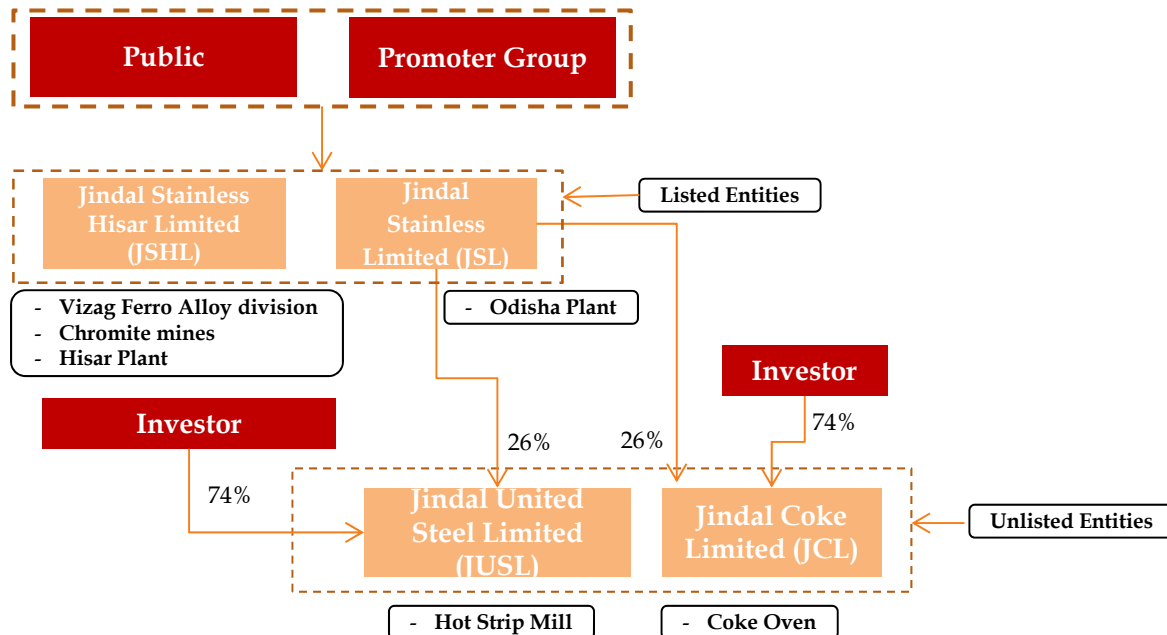 Public
Promoter Group
Jindal Stainless
Hisar Limited
(JSHL)
Jindal
Stainless
Limited (JSL)
Listed Entities
- Vizag Ferro Alloy division
- Chromite mines
- Hisar Plant
- Odisha Plant
Investor
Investor
26%
26%
74%
74%
Jindal United
Steel Limited
(JUSL)
Jindal Coke
Limited (JCL)
Unlisted Entities
- Hot Strip Mill
- Coke Oven